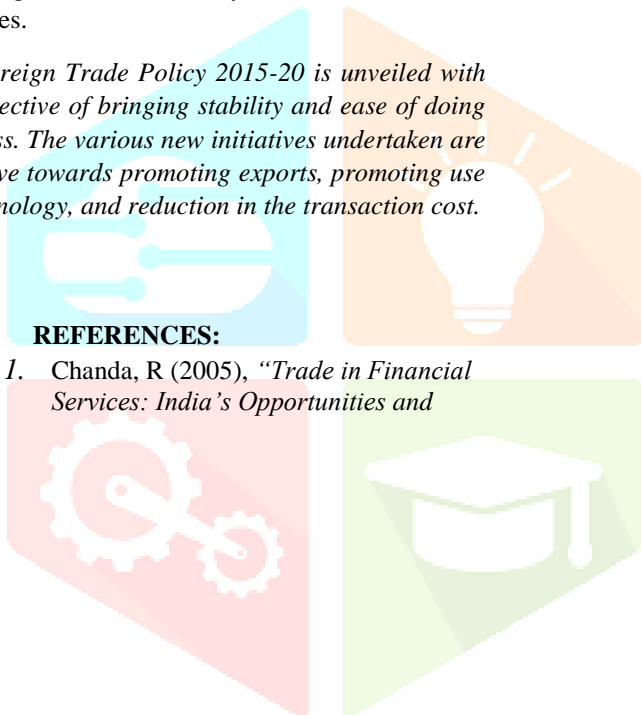 es.
reign Trade Policy 2015-20 is unveiled with
ective of bringing stability and ease of doing
ss. The various new initiatives undertaken are
ve towards promoting exports, promoting use
nology, and reduction in the transaction cost.
REFERENCES:
1. Chanda, R (2005), “Trade in Financial
Services: India’s Opportunities and